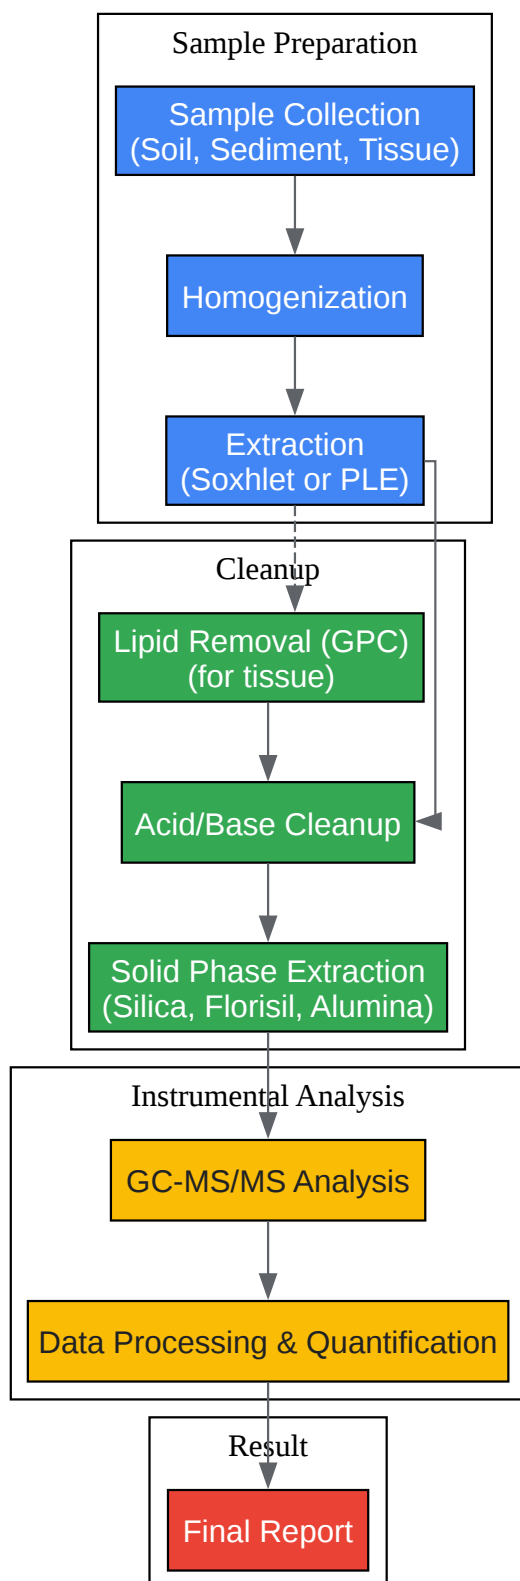 Sample Preparation
Sample Collection
(Soil, Sediment, Tissue)
Homogenization
Extraction
(Soxhlet or PLE)
Cleanup
Lipid Removal (GPC)
(for tissue)
Acid/Base Cleanup
Solid Phase Extraction
(Silica, Florisil, Alumina)
Instrumental Analysis
GC-MS/MS Analysis
Data Processing & Quantification
Result
Final Report